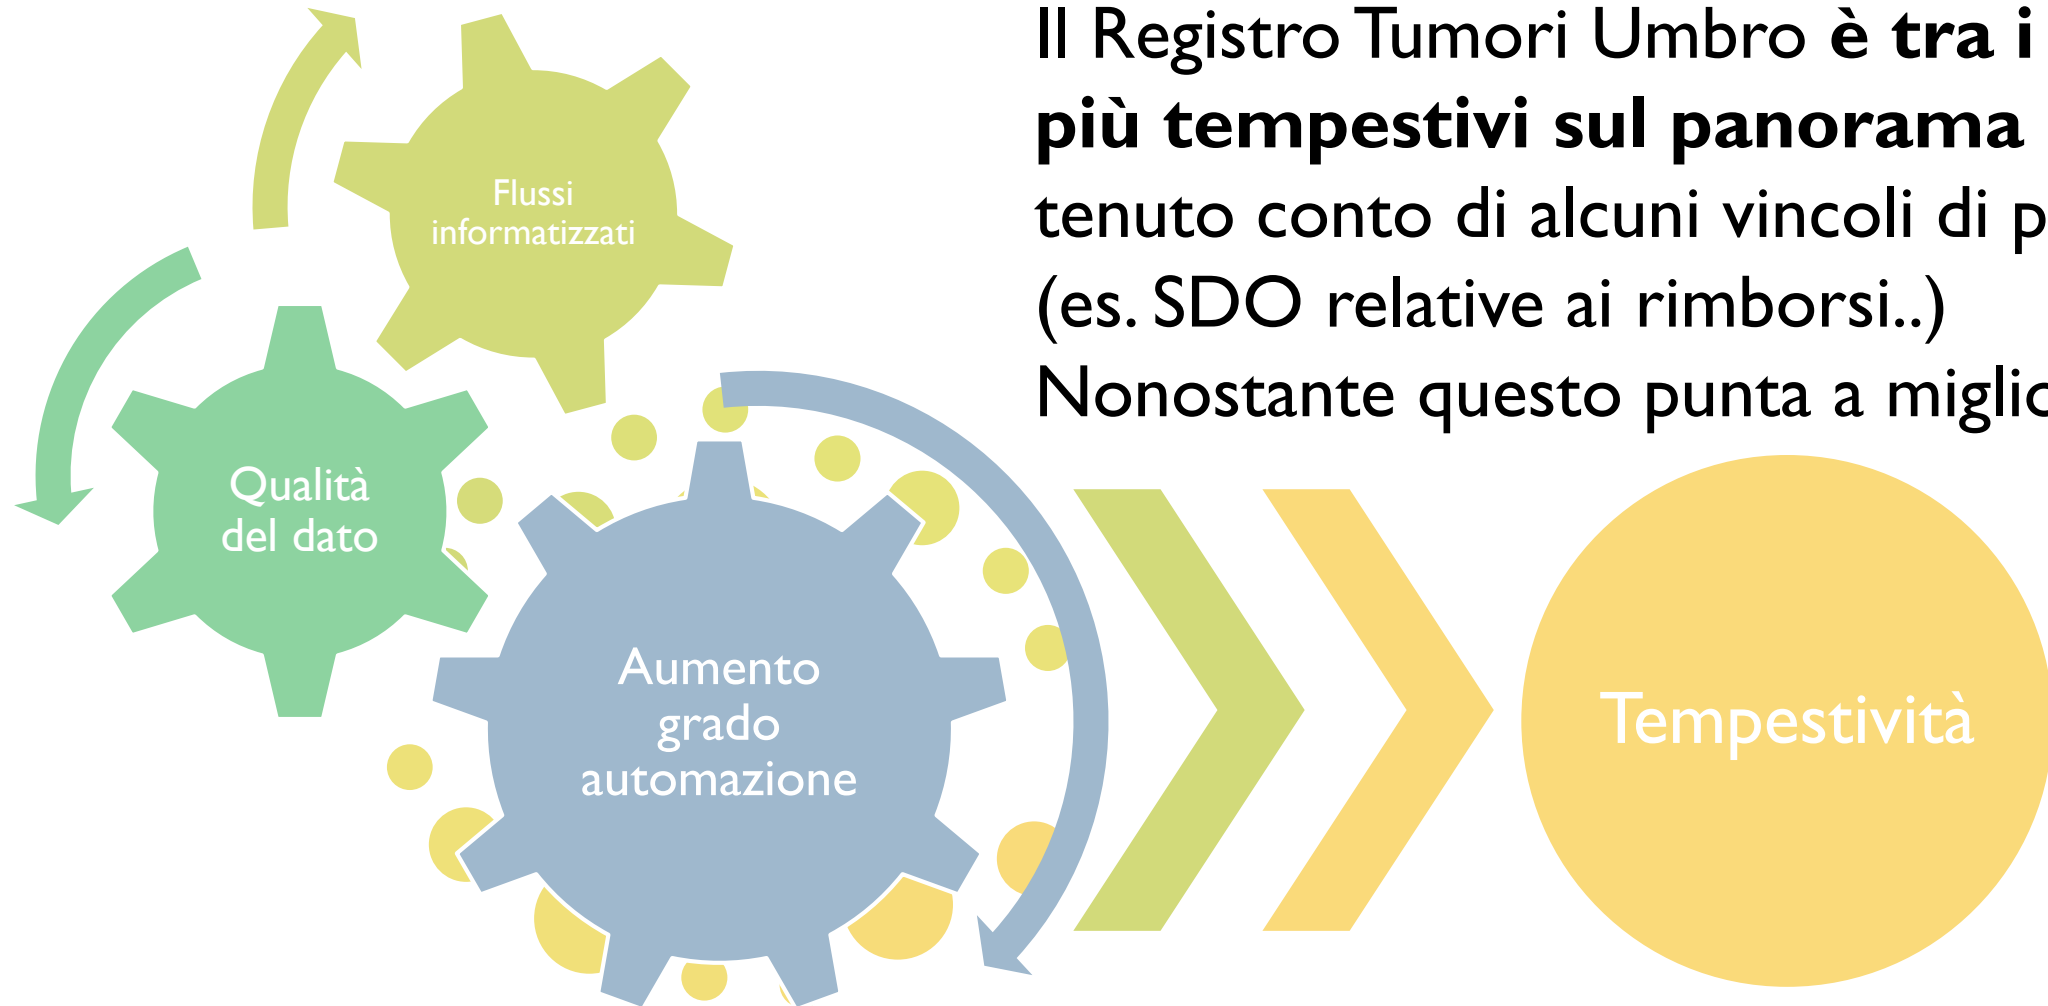 Il Registro Tumori Umbro è tra i
più tempestivi sul panorama
tenuto conto di alcuni vincoli di p
(es. SDO relative ai rimborsi..)
Nonostante questo punta a miglio
Flussi
informatizzati
Qualità
del dato
Aumento
grado
automazione
Tempestività